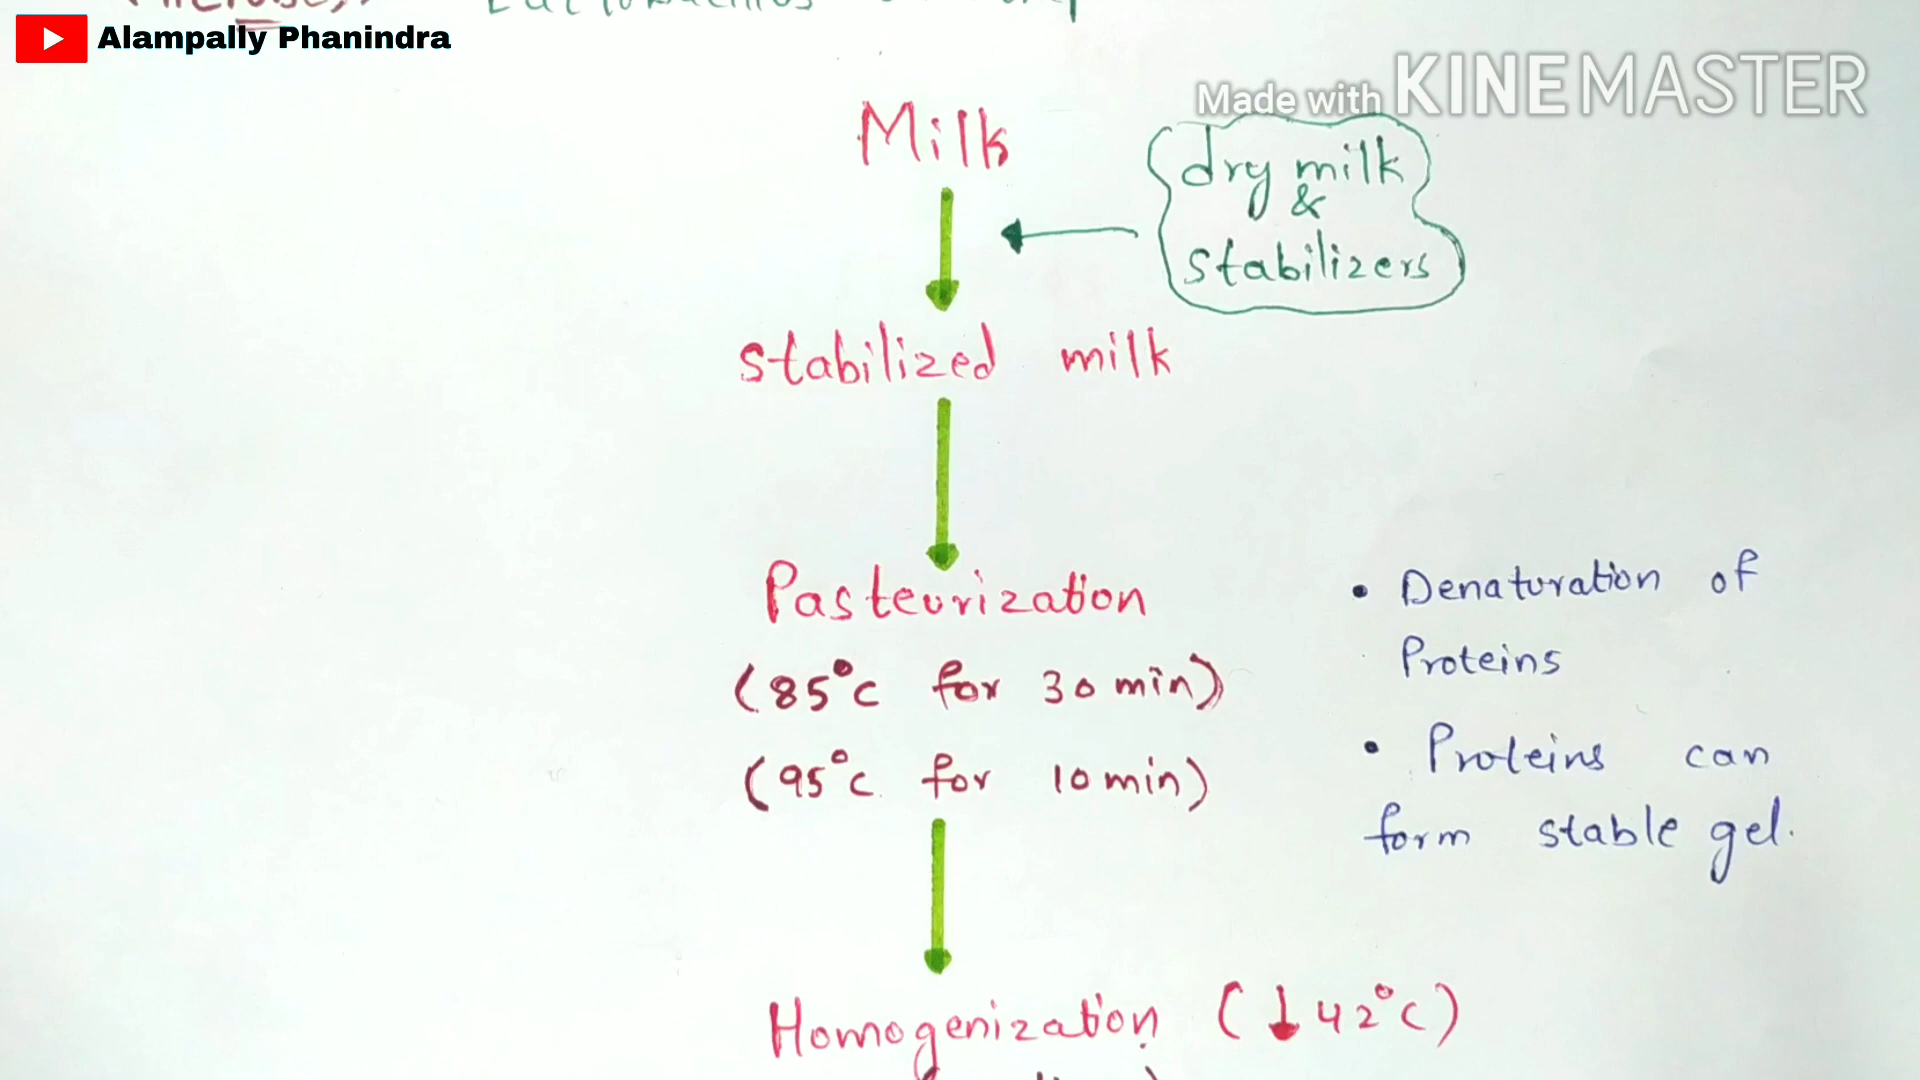 Alampally Phanindra
Made with KINEMASTER
Milk
dry milk
&
stabilizers
stabilized milk
Pasteurization
(85°c for 30 min)
(95°c for 10 min)
• Denaturation of
Proteins
• Proteins can
form stable gel.
Homogenization (↓42°c)